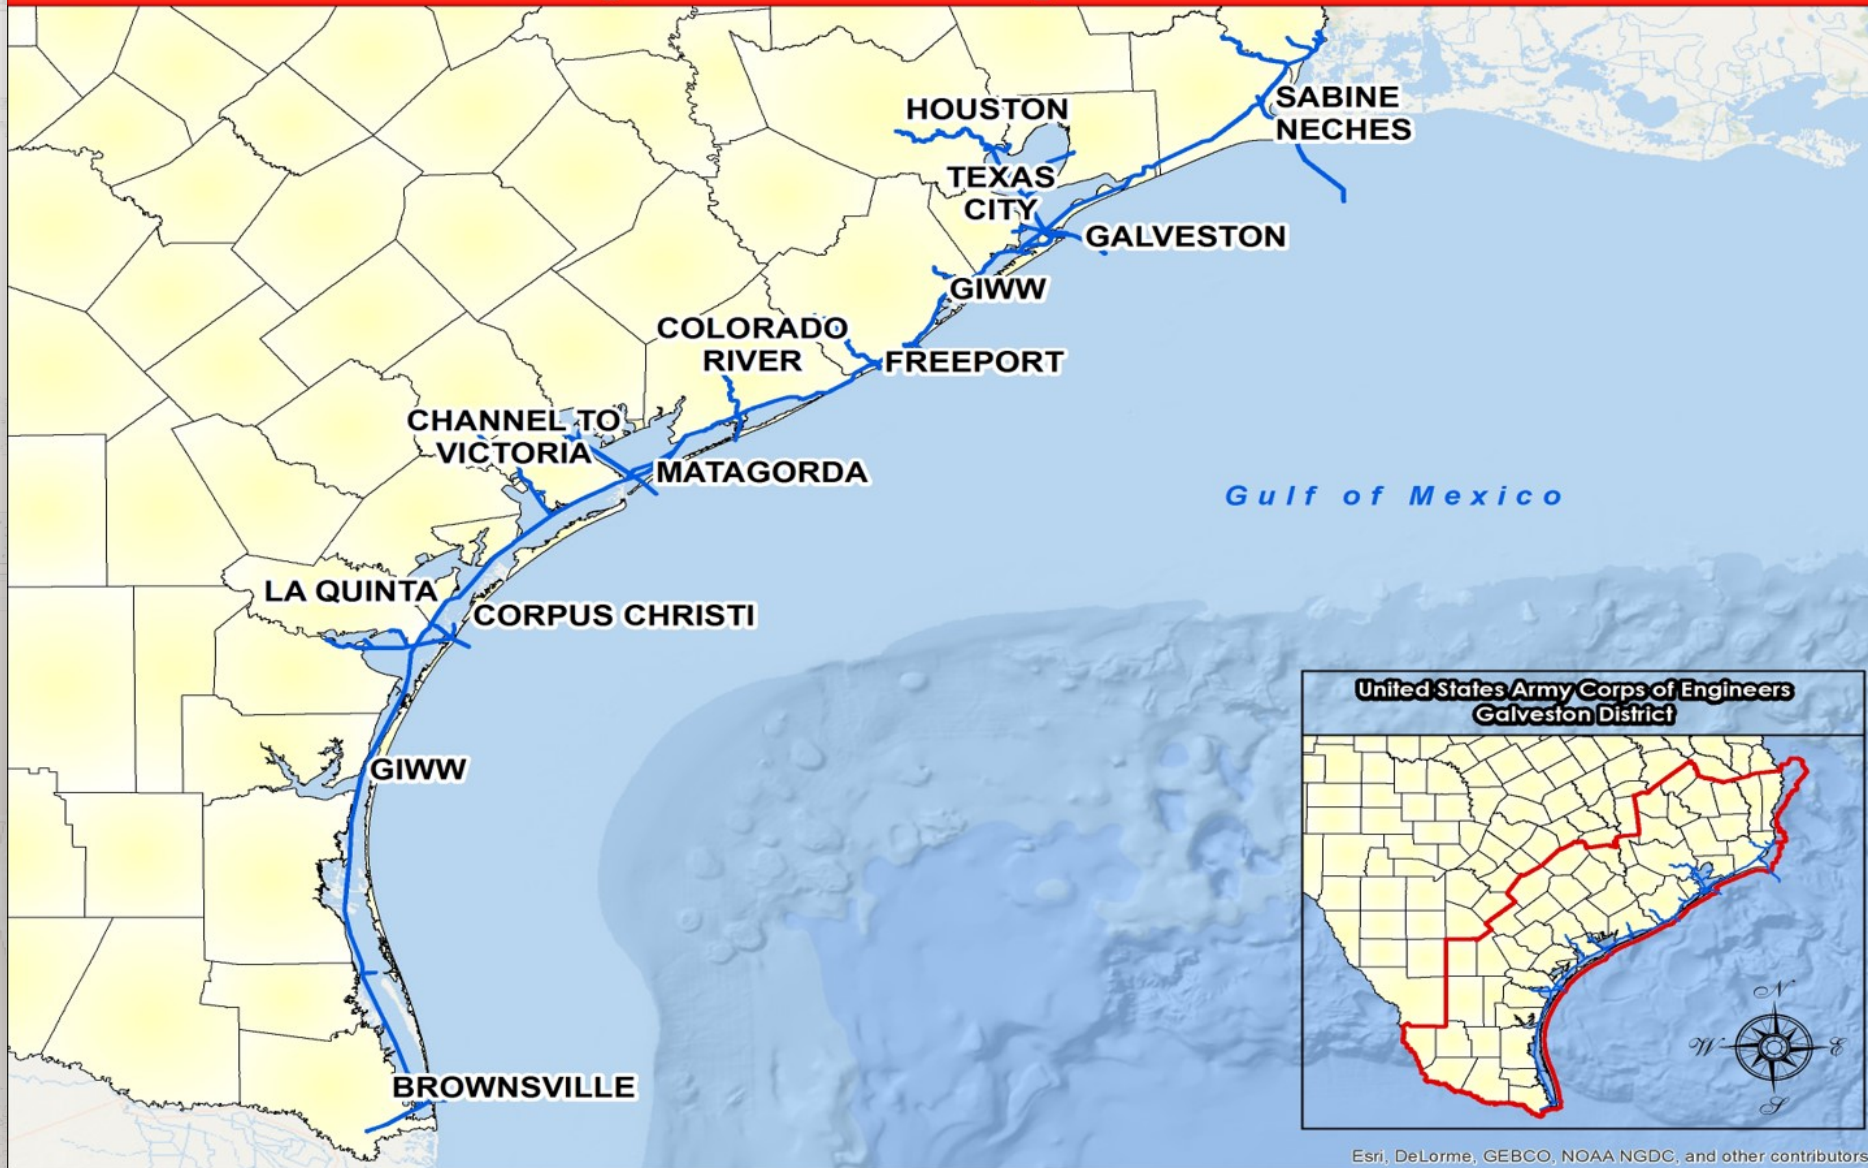 HOUSTON
SABINE
NECHES
TEXAS
CITY
GALVESTON
GIWW
COLORADO
RIVER
FREEPORT
CHANNEL TO
VICTORIA
MATAGORDA
Gulf of Mexico
LA QUINTA
CORPUS CHRISTI
GIWW
BROWNSVILLE
United States Army Corps of Engineers
Galveston District
N
W
E
S
Esri, DeLorme, GEBCO, NOAA NGDC, and other contributors